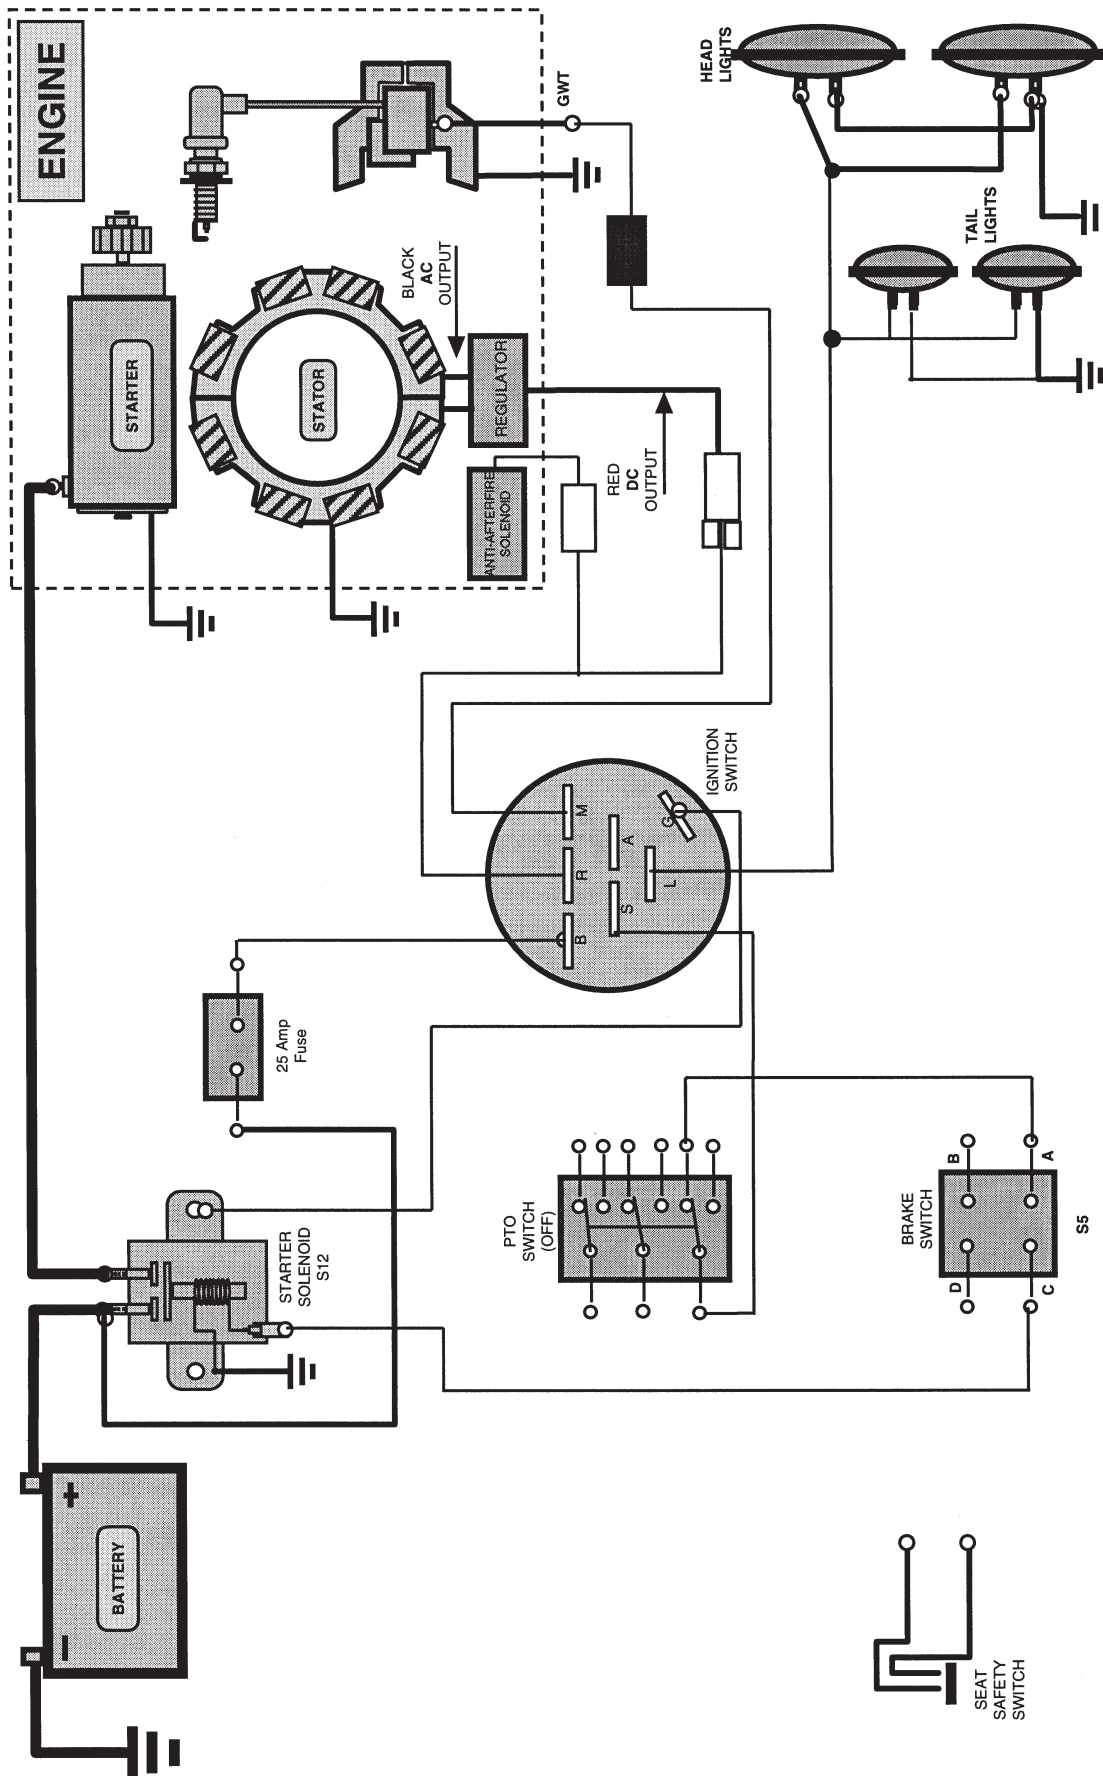 ENGINE
STARTER
STATOR
BLACK
AC
OUTPUT
REGULATOR
ANTI-AFTERFIRE
SOLENOID
RED
DC
OUTPUT
GWT
HEAD
LIGHTS
TAIL
LIGHTS
IGNITION
SWITCH
M
R
B
A
S
L
G
25 Amp
Fuse
STARTER
SOLENOID
S12
PTO
SWITCH
(OFF)
BRAKE
SWITCH
S5
B
A
D
C
+
BATTERY
–
SEAT
SAFETY
SWITCH